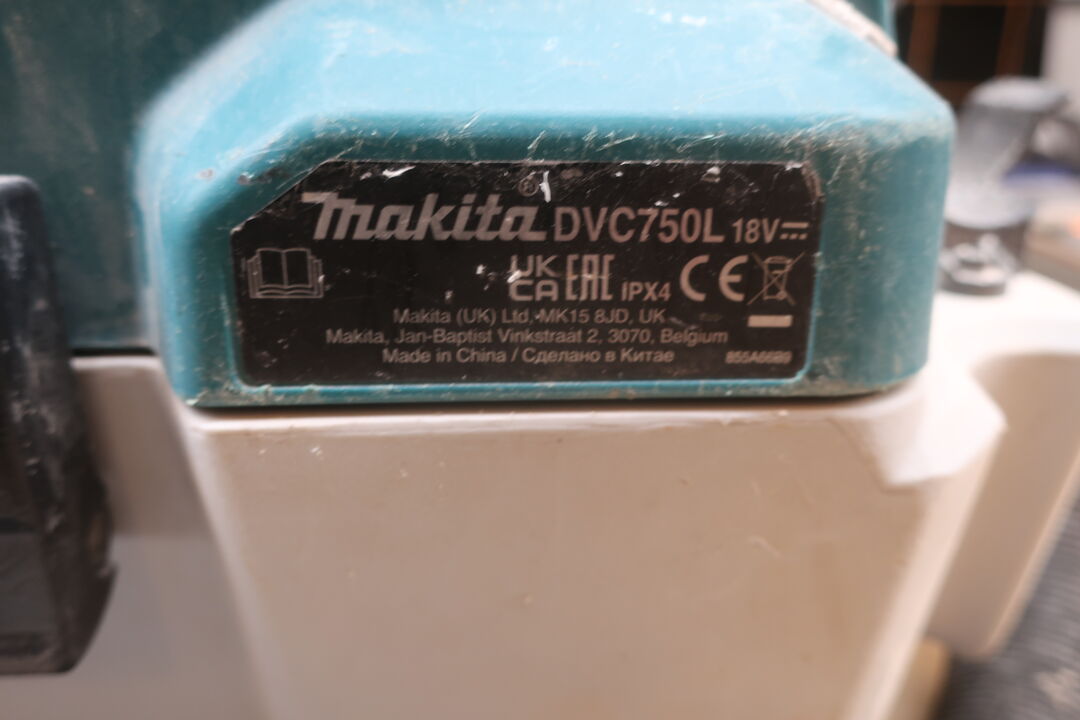 makita DVC750L 18V
UK CA EAC IPX4 CE
Makita (UK) Ltd, MK15 8JD, UK
Makita, Jan-Baptist Vinkstraat 2, 3070, Belgium
Made in China / Сделано в Китае 855A66B9